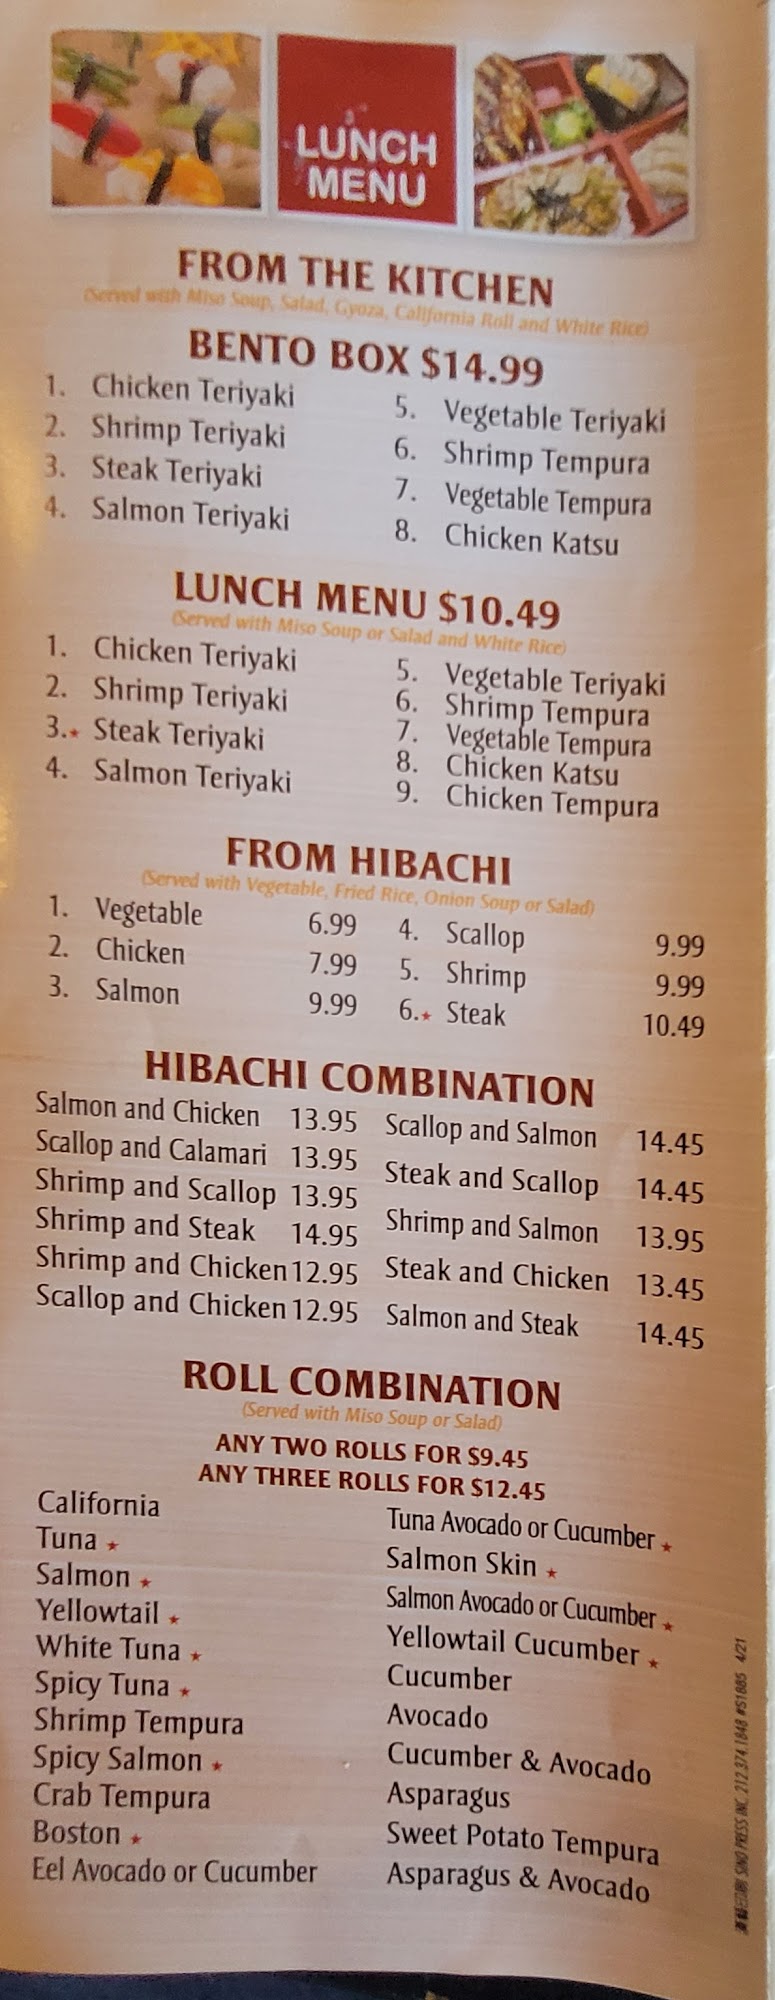 LUNCH
MENU
FROM THE KITCHEN
(Served with Miso Soup, Salad, Gyoza, California Roll and White Rice)
BENTO BOX $14.99
1. Chicken Teriyaki
2. Shrimp Teriyaki
3. Steak Teriyaki
4. Salmon Teriyaki
5. Vegetable Teriyaki
6. Shrimp Tempura
7. Vegetable Tempura
8. Chicken Katsu
LUNCH MENU $10.49
(Served with Miso Soup or Salad and White Rice)
1. Chicken Teriyaki
2. Shrimp Teriyaki
3.★ Steak Teriyaki
4. Salmon Teriyaki
5. Vegetable Teriyaki
6. Shrimp Tempura
7. Vegetable Tempura
8. Chicken Katsu
9. Chicken Tempura
FROM HIBACHI
(Served with Vegetable, Fried Rice, Onion Soup or Salad)
1. Vegetable 6.99
2. Chicken 7.99
3. Salmon 9.99
4. Scallop 9.99
5. Shrimp 9.99
6.★ Steak 10.49
HIBACHI COMBINATION
Salmon and Chicken 13.95
Scallop and Calamari 13.95
Shrimp and Scallop 13.95
Shrimp and Steak 14.95
Shrimp and Chicken 12.95
Scallop and Chicken 12.95
Scallop and Salmon 14.45
Steak and Scallop 14.45
Shrimp and Salmon 13.95
Steak and Chicken 13.45
Salmon and Steak 14.45
ROLL COMBINATION
(Served with Miso Soup or Salad)
ANY TWO ROLLS FOR $9.45
ANY THREE ROLLS FOR $12.45
California
Tuna ★
Salmon ★
Yellowtail ★
White Tuna ★
Spicy Tuna ★
Shrimp Tempura
Spicy Salmon ★
Crab Tempura
Boston ★
Eel Avocado or Cucumber
Tuna Avocado or Cucumber ★
Salmon Skin ★
Salmon Avocado or Cucumber ★
Yellowtail Cucumber ★
Cucumber
Avocado
Cucumber & Avocado
Asparagus
Sweet Potato Tempura
Asparagus & Avocado
SINO PRESS INC. 212.374.1848 #51885 4/21